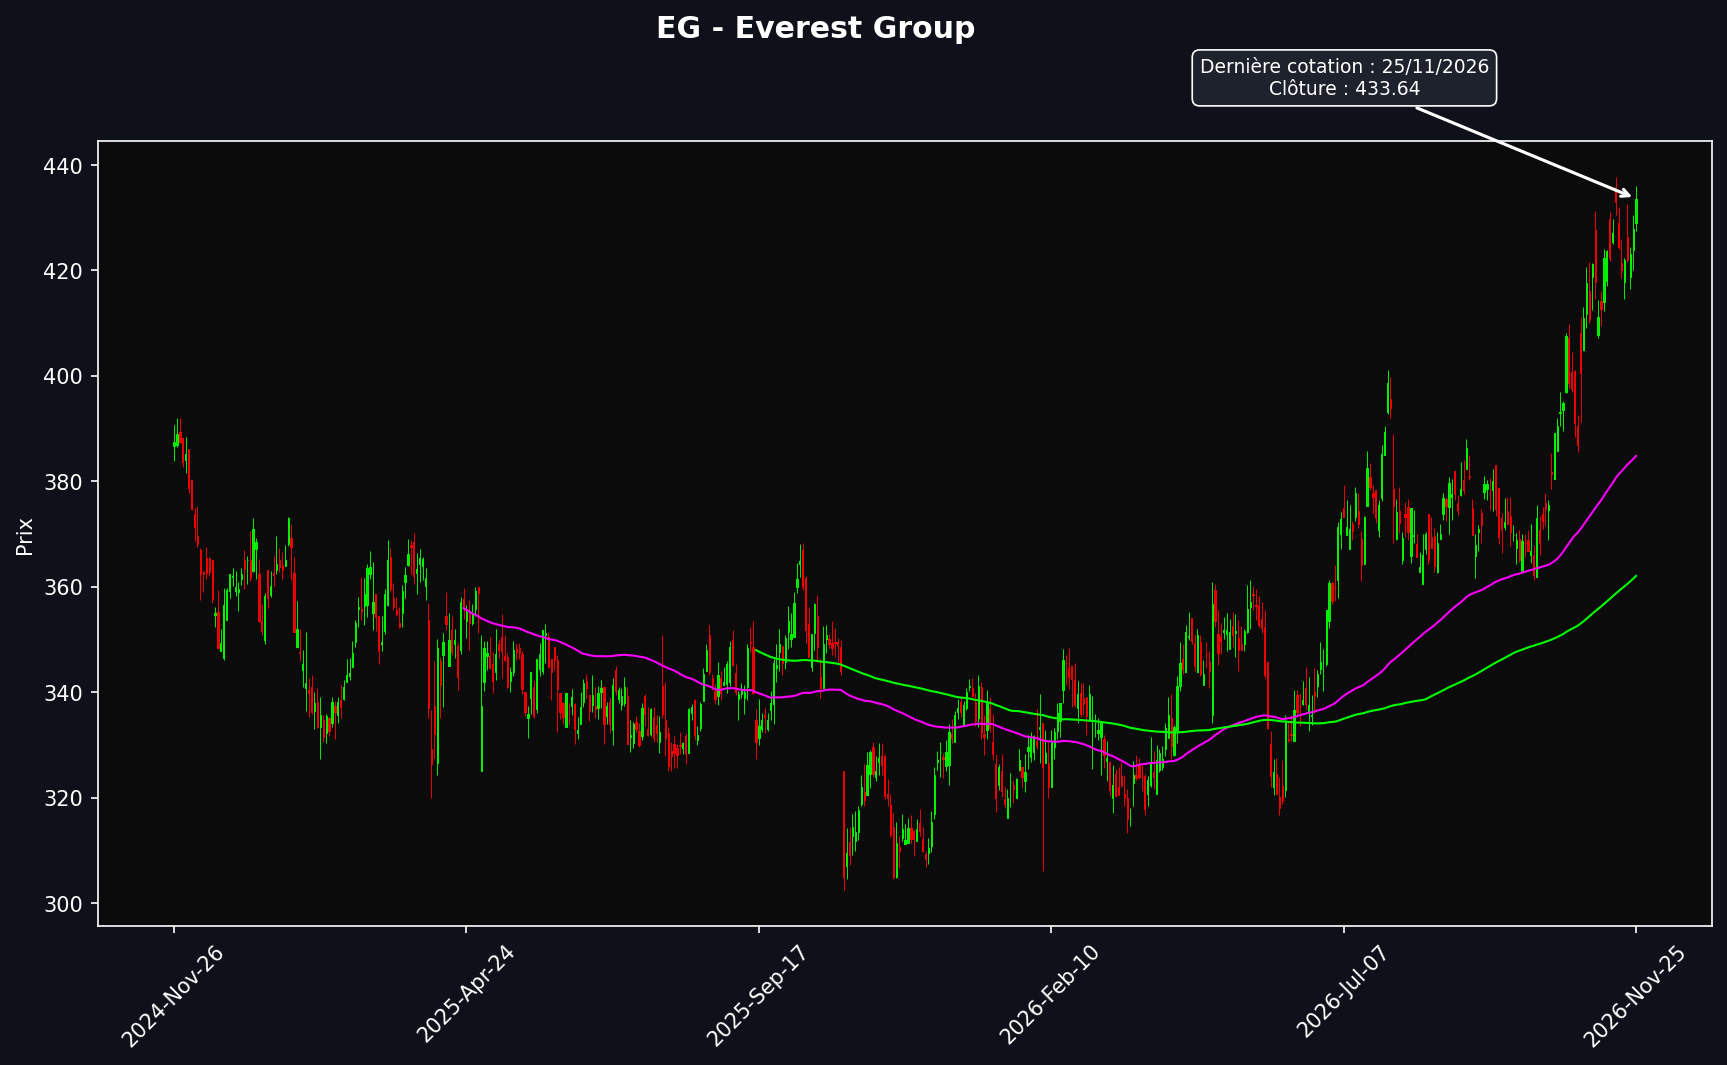 EG - Everest Group
Dernière cotation : 25/11/2026
Clôture : 433.64
Prix
440
420
400
380
360
340
320
300
2024-Nov-26
2025-Apr-24
2025-Sep-17
2026-Feb-10
2026-Jul-07
2026-Nov-25